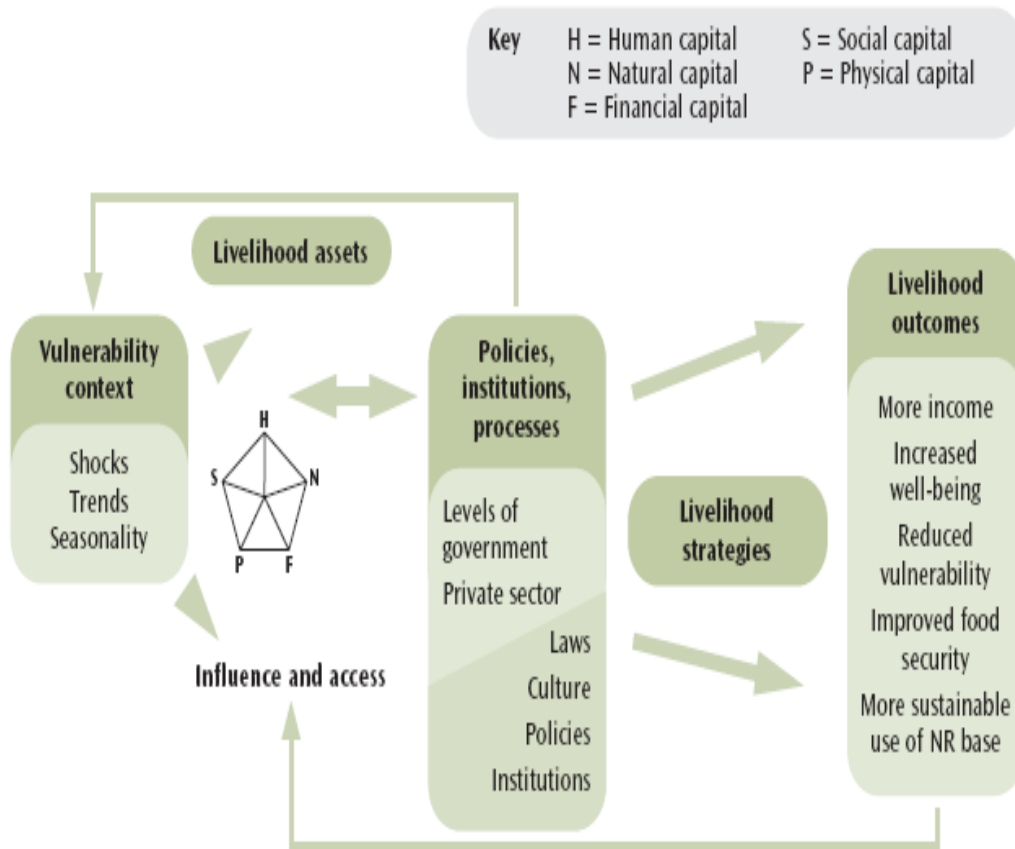 Key
H = Human capital
S = Social capital
N = Natural capital
P = Physical capital
F = Financial capital
Livelihood assets
Vulnerability
context
Shocks
Trends
Seasonality
H
S
N
P
F
Influence and access
Policies,
institutions,
processes
Levels of
government
Private sector
Laws
Culture
Policies
Institutions
Livelihood
strategies
Livelihood
outcomes
More income
Increased
well-being
Reduced
vulnerability
Improved food
security
More sustainable
use of NR base